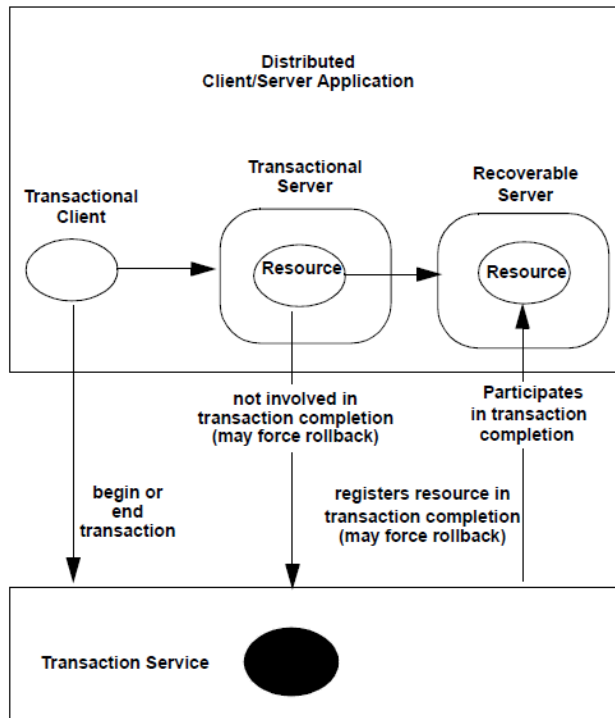 Distributed
Client/Server Application
Transactional
Client
Transactional
Server
Recoverable
Server
Resource
Resource
not involved in
transaction completion
(may force rollback)
Participates
in transaction
completion
begin or
end
transaction
registers resource in
transaction completion
(may force rollback)
Transaction Service